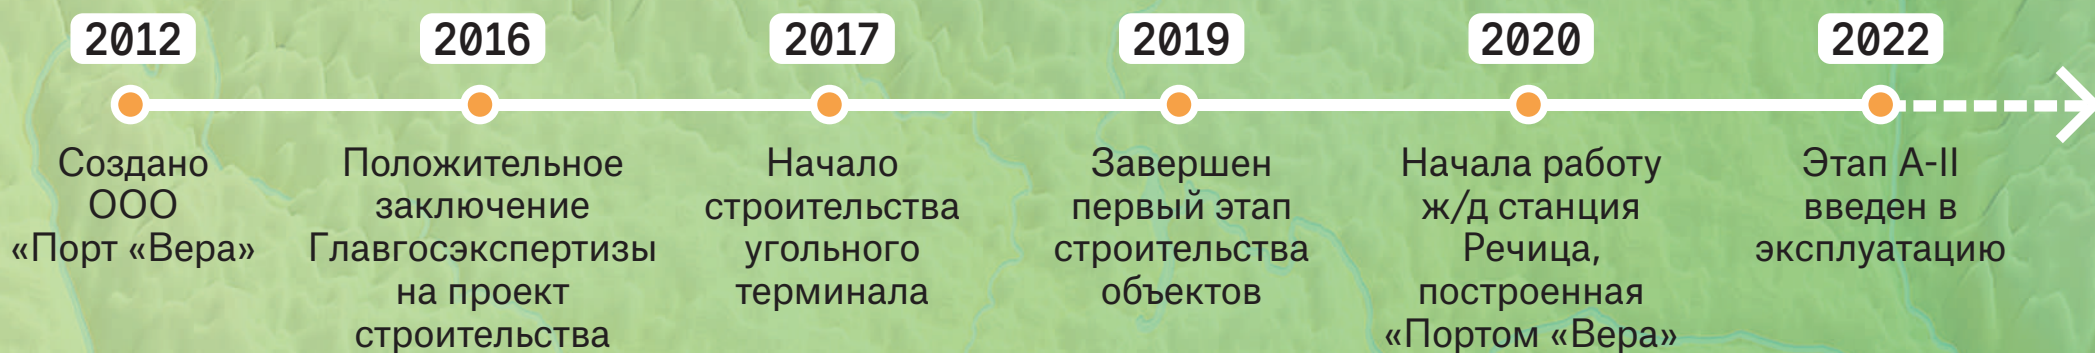 2012
Создано
ООО
«Порт «Вера»
2016
Положительное
заключение
Главгосэкспертизы
на проект
строительства
2017
Начало
строительства
угольного
терминала
2019
Завершен
первый этап
строительства
объектов
2020
Начала работу
ж/д станция
Речица,
построенная
«Портом «Вера»
2022
Этап А-II
введен в
эксплуатацию